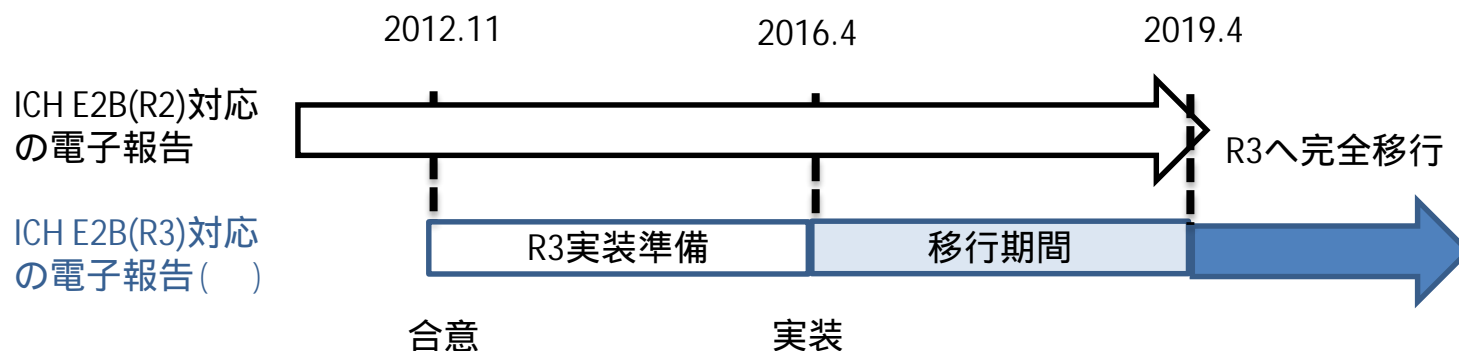 2012.11
2016.4
2019.4
ICH E2B(R2)対応
の電子報告
R3へ完全移行
ICH E2B(R3)対応
の電子報告( )
R3実装準備
移行期間
合意
実装